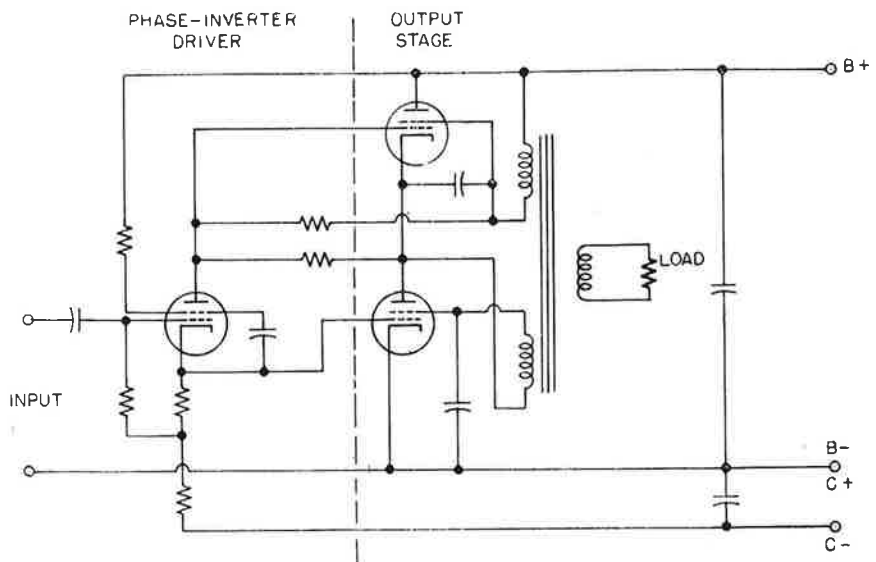 PHASE-INVERTER
DRIVER
OUTPUT
STAGE
B+
LOAD
INPUT
B-
C+
C-